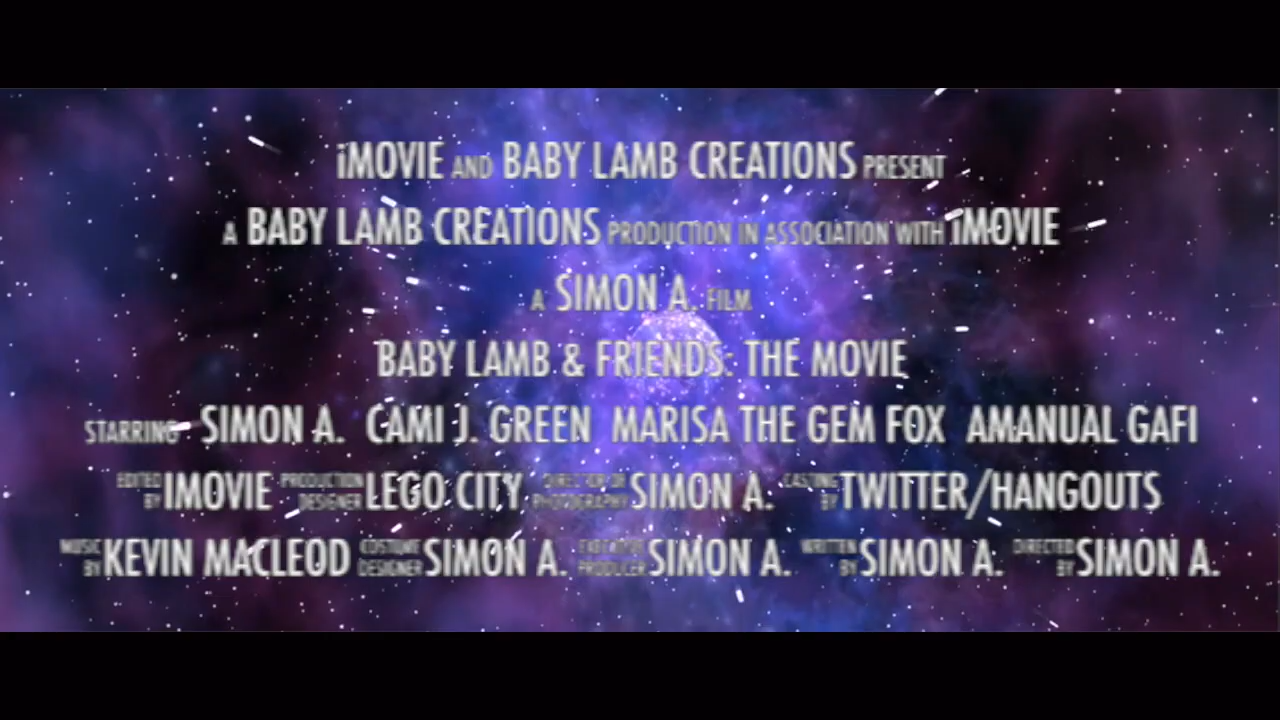 iMOVIE AND BABY LAMB CREATIONS PRESENT
A BABY LAMB CREATIONS PRODUCTION IN ASSOCIATION WITH iMOVIE
A SIMON A. FILM
BABY LAMB & FRIENDS: THE MOVIE
STARRING SIMON A. CAMI J. GREEN MARISA THE GEM FOX AMANUAL GAFI
EDITED BY IMOVIE PRODUCTION DESIGNER LEGO CITY DIRECTOR OF PHOTOGRAPHY SIMON A. CASTING BY TWITTER/HANGOUTS
MUSIC BY KEVIN MACLEOD COSTUME DESIGNER SIMON A. EXECUTIVE PRODUCER SIMON A. WRITTEN BY SIMON A. DIRECTED BY SIMON A.